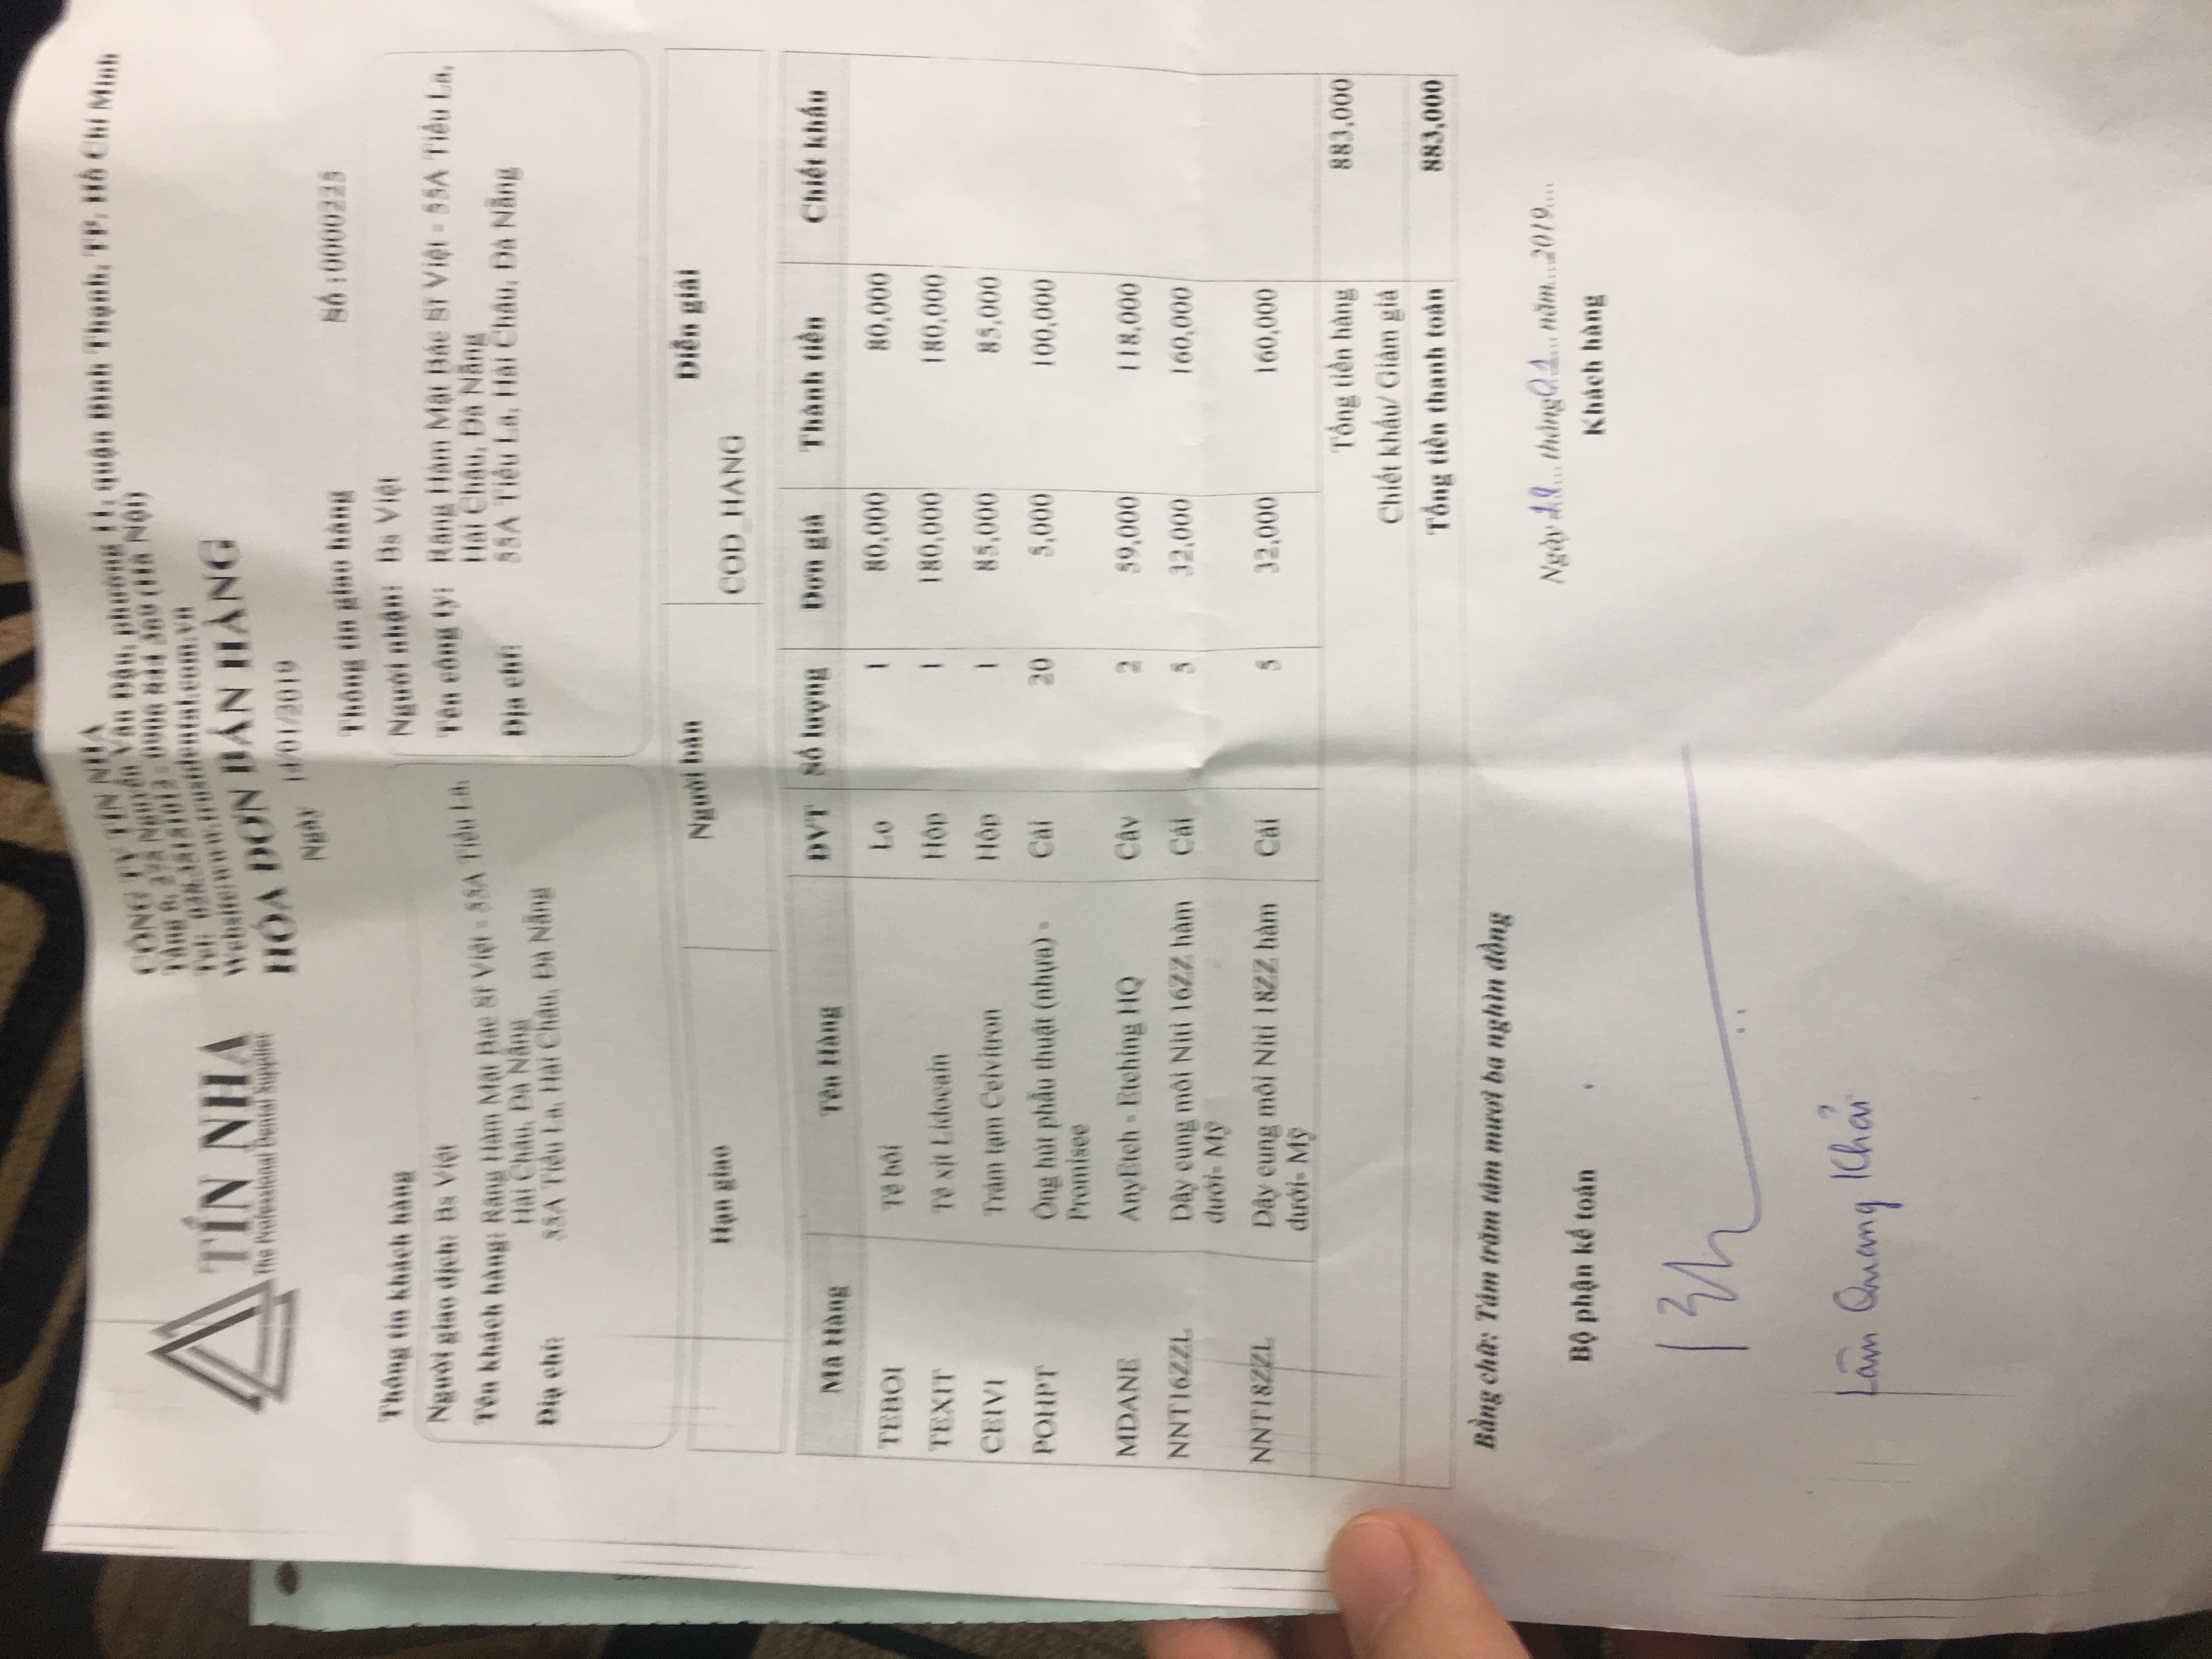 TÍN NHA
The Professional Dental Supplier
CÔNG TY TÍN NHA
Tầng 6, 278 Nguyễn Văn Đậu, phường 11, quận Bình Thạnh, TP. Hồ Chí Minh
Tel: - 0906 844 369 (Hà Nội)
Website:www.trustdental.com.vn
HÓA ĐƠN BÁN HÀNG
Ngày 14/01/2019
Số :0000225
Thông tin khách hàng
Người giao dịch: Bs Việt
Tên khách hàng: Răng Hàm Mặt Bác Sĩ Việt - 55A Tiểu La,
Hải Châu, Đà Nẵng
Địa chỉ: 55A Tiểu La, Hải Châu, Đà Nẵng
Thông tin giao hàng
Người nhận: Bs Việt
Tên công ty: Răng Hàm Mặt Bác Sĩ Việt - 55A Tiểu La,
Hải Châu, Đà Nẵng
Địa chỉ: 55A Tiểu La, Hải Châu, Đà Nẵng
Hạn giao Người bán Diễn giải
COD_HANG
Mã Hàng Tên Hàng ĐVT Số lượng Đơn giá Thành tiền Chiết khấu
TEBOI Tê bôi Lo 1 80,000 80,000
TEXIT Tê xịt Lidocain Hôp 1 180,000 180,000
CEIVI Trám tạm Ceivitron Hôp 1 85,000 85,000
POHPT Ống hút phẫu thuật (nhựa) - Cái 20 5,000 100,000
Promisee
MDANE AnyEtch - Etching HQ Cây 2 59,000 118,000
NNT16ZZL Dây cung môi Niti 16ZZ hàm Cái 5 32,000 160,000
dưới- Mỹ
NNT18ZZL Dây cung môi Niti 18ZZ hàm Cái 5 32,000 160,000
dưới- Mỹ
Tổng tiền hàng 883,000
Chiết khấu/ Giảm giá
Tổng tiền thanh toán 883,000
Bằng chữ: Tám trăm tám mươi ba nghìn đồng
Ngày ...... tháng 01 ... năm...2019....
Bộ phận kế toán
Khách hàng
Lâm Quang Khải